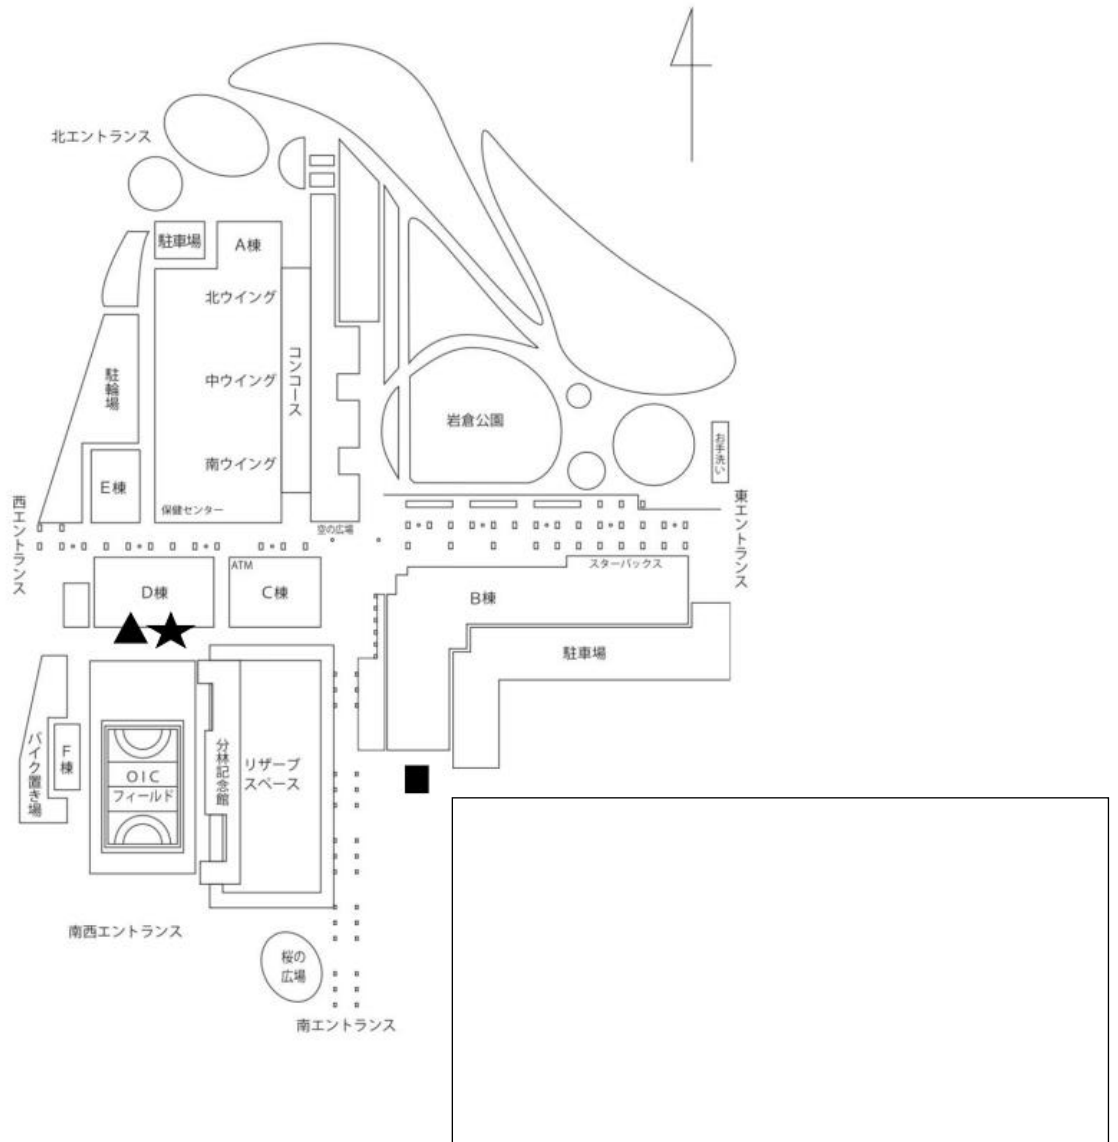 北エントランス
駐車場
A棟
北ウイング
コンコース
駐輪場
中ウイング
岩倉公園
お手洗い
南ウイング
E棟
保健センター
西エントランス
空の広場
東エントランス
ATM
スターバックス
D棟
C棟
B棟
駐車場
バイク置き場
F棟
OIC
フィールド
分林記念館
リザーブ
スペース
南西エントランス
桜の
広場
南エントランス